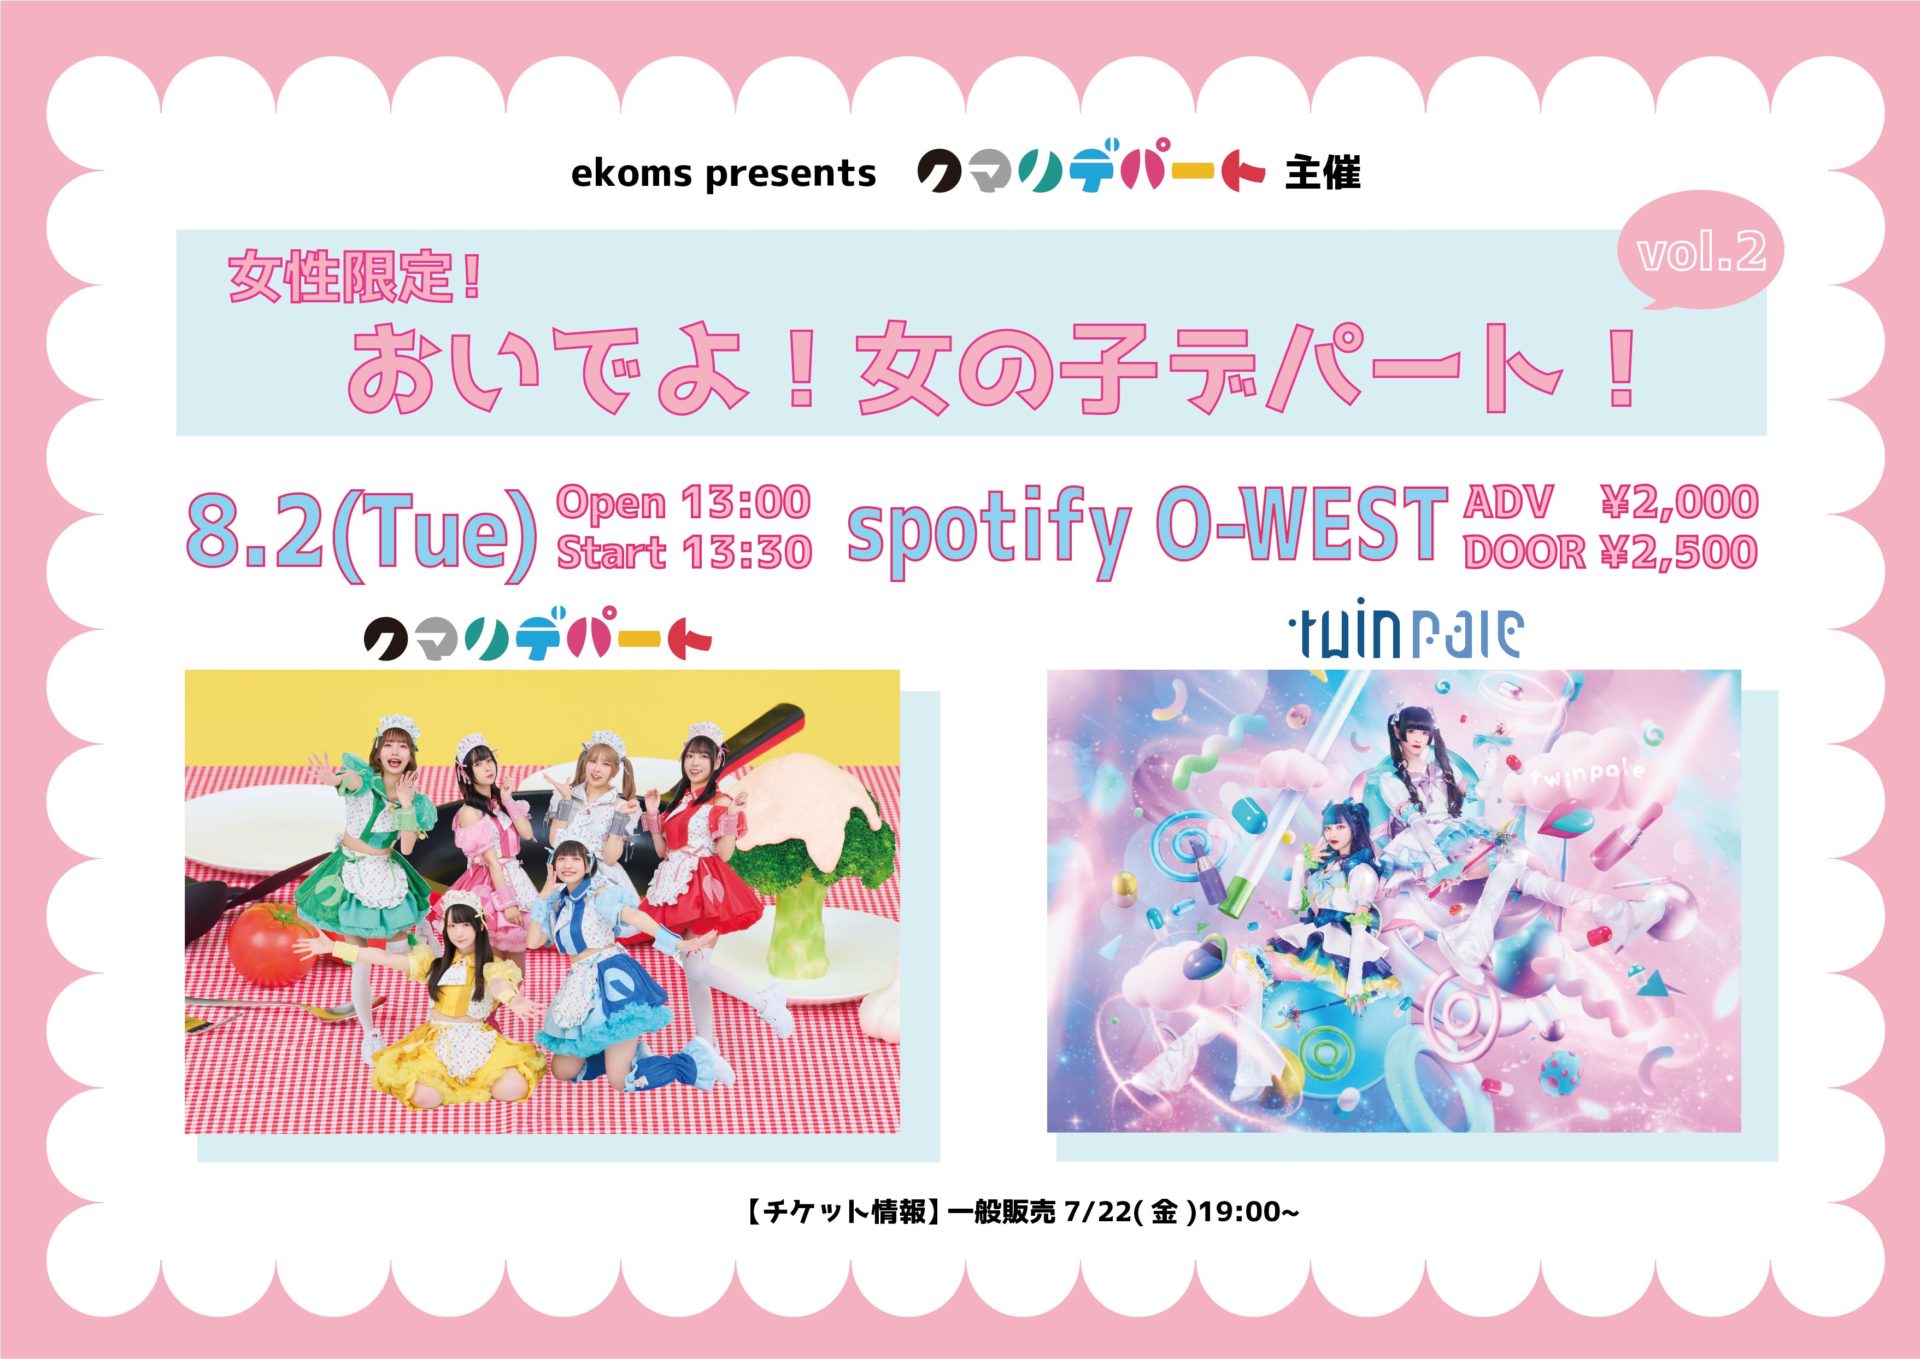 ekoms presents クマリデパート 主催
女性限定！
vol.2
おいでよ！女の子デパート！
8.2(Tue)
Open 13:00
Start 13:30
spotify O-WEST
ADV ¥2,000
DOOR ¥2,500
クマリデパート
twinpale
twinpale
【チケット情報】一般販売 7/22(金)19:00~